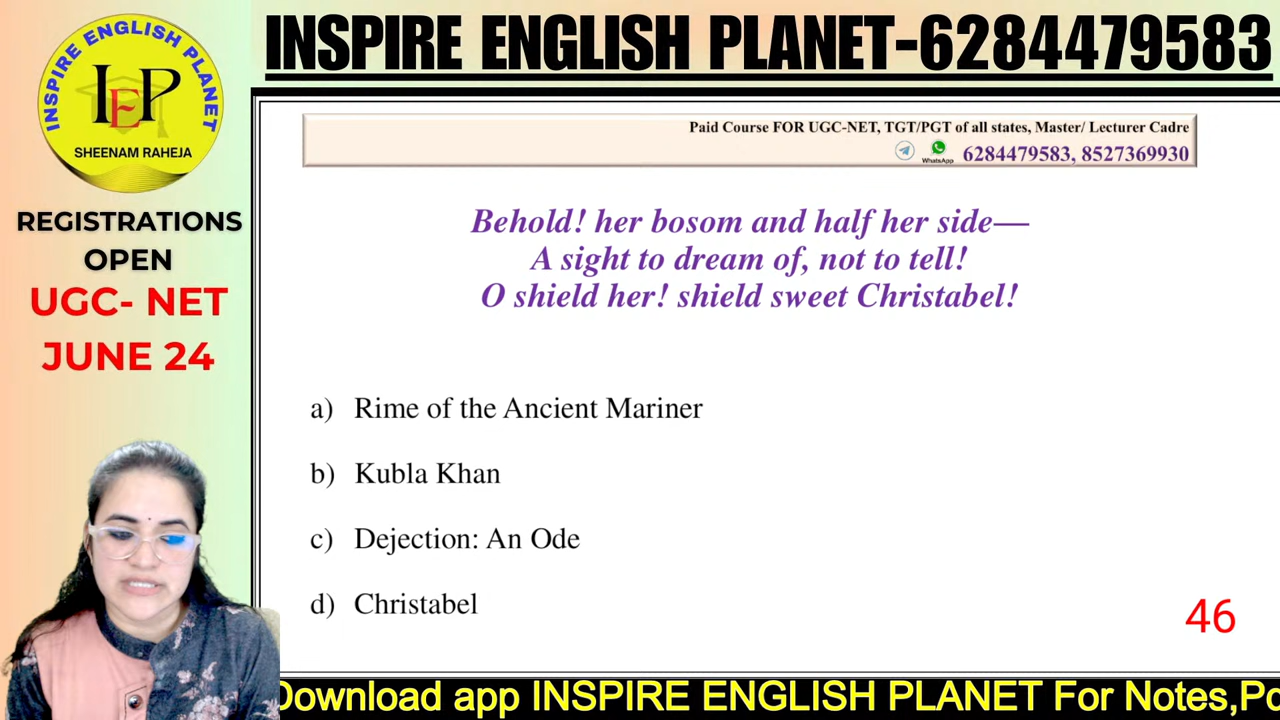 INSPIRE ENGLISH PLANET
IEP
SHEENAM RAHEJA
REGISTRATIONS
OPEN
UGC- NET
JUNE 24
INSPIRE ENGLISH PLANET-6284479583
Paid Course FOR UGC-NET, TGT/PGT of all states, Master/ Lecturer Cadre
WhatsApp 6284479583, 8527369930
Behold! her bosom and half her side—
A sight to dream of, not to tell!
O shield her! shield sweet Christabel!
a) Rime of the Ancient Mariner
b) Kubla Khan
c) Dejection: An Ode
d) Christabel
46
Download app INSPIRE ENGLISH PLANET For Notes,Po